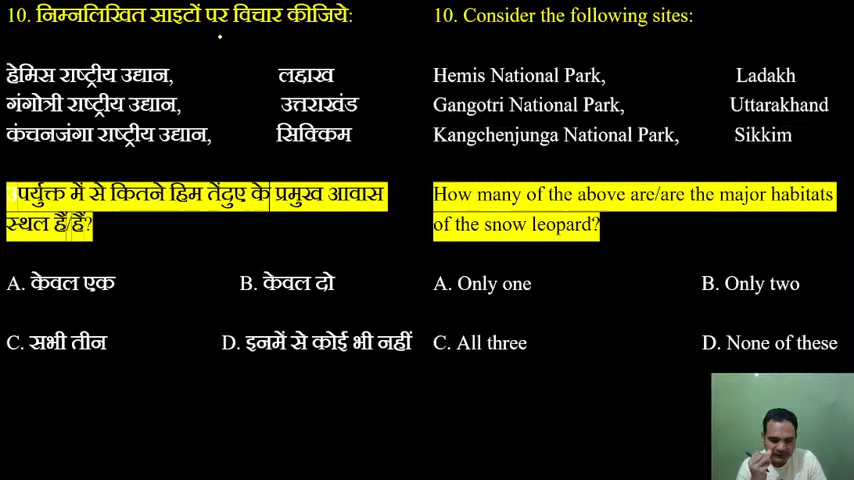 10. निम्नलिखित साइटों पर विचार कीजिये:
हेमिस राष्ट्रीय उद्यान, लद्दाख
गंगोत्री राष्ट्रीय उद्यान, उत्तराखंड
कंचनजंगा राष्ट्रीय उद्यान, सिक्किम
उपर्युक्त में से कितने हिम तेंदुए के प्रमुख आवास
स्थल हैं/हैं?
A. केवल एक B. केवल दो
C. सभी तीन D. इनमें से कोई भी नहीं
10. Consider the following sites:
Hemis National Park, Ladakh
Gangotri National Park, Uttarakhand
Kangchenjunga National Park, Sikkim
How many of the above are/are the major habitats
of the snow leopard?
A. Only one B. Only two
C. All three D. None of these